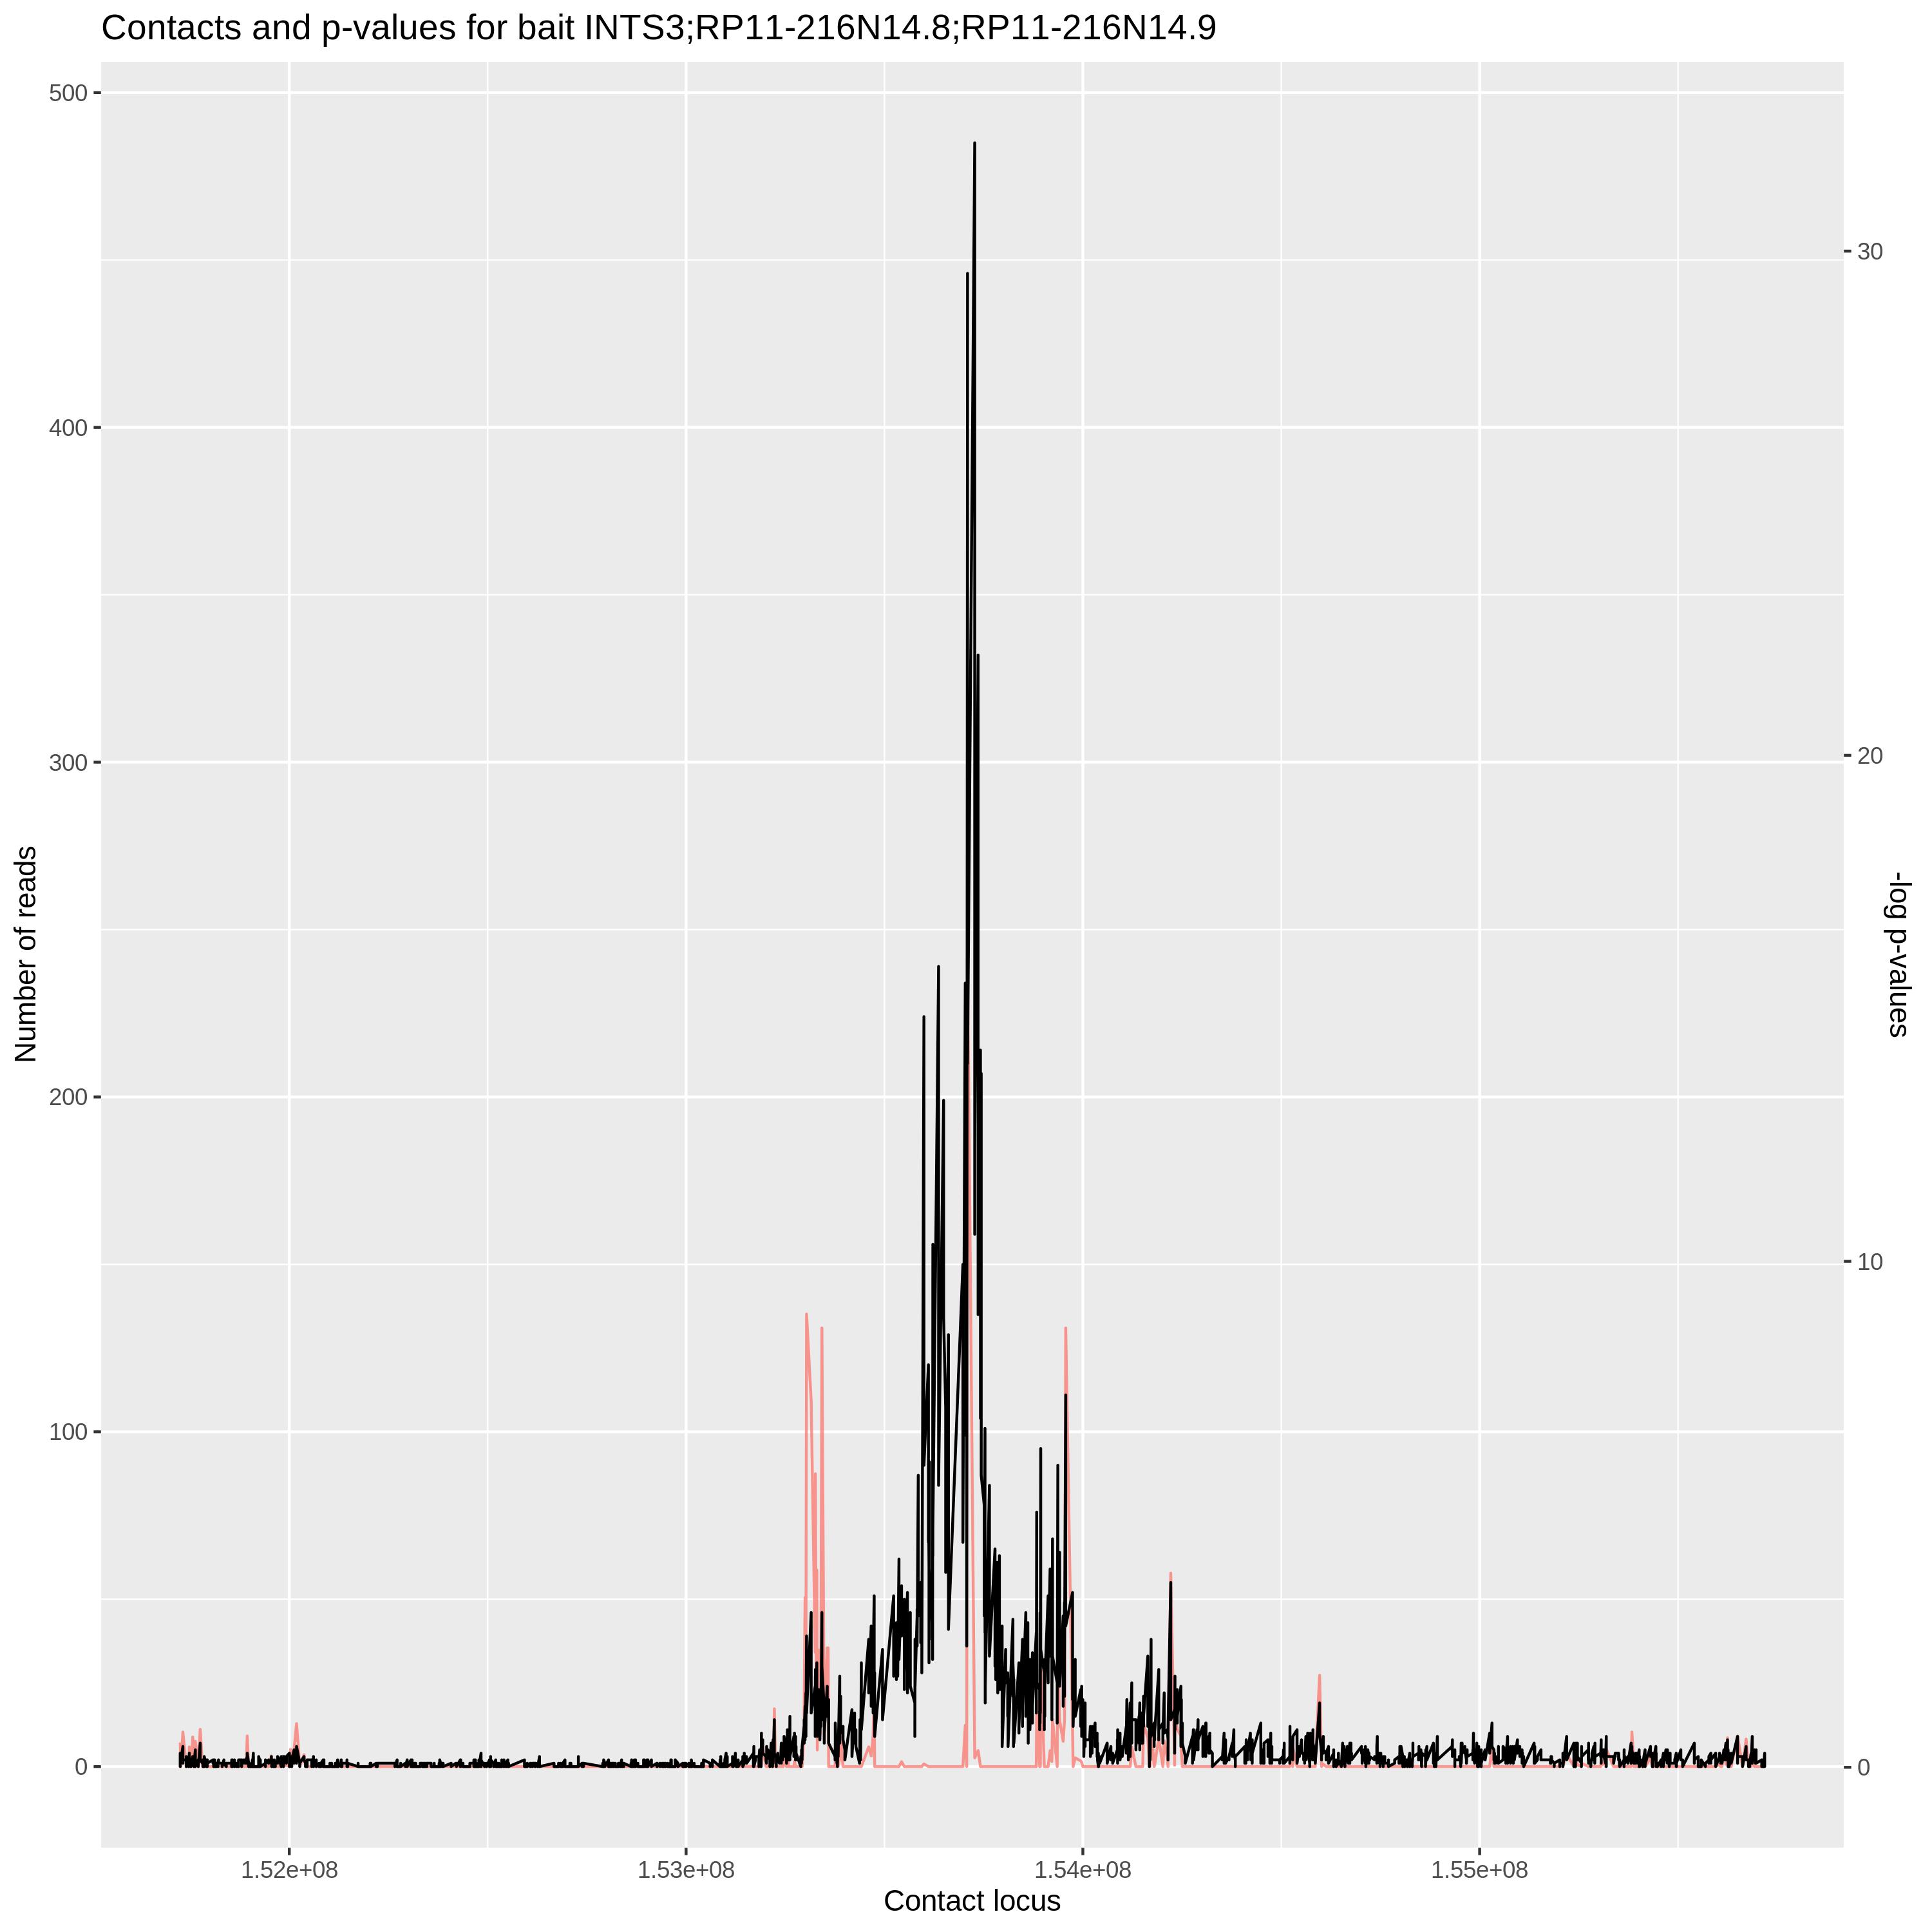 Contacts and p-values for bait INTS3;RP11-216N14.8;RP11-216N14.9
500
400
300
200
100
0
Number of reads
30
20
10
0
-log p-values
1.52e+08
1.53e+08
1.54e+08
1.55e+08
Contact locus